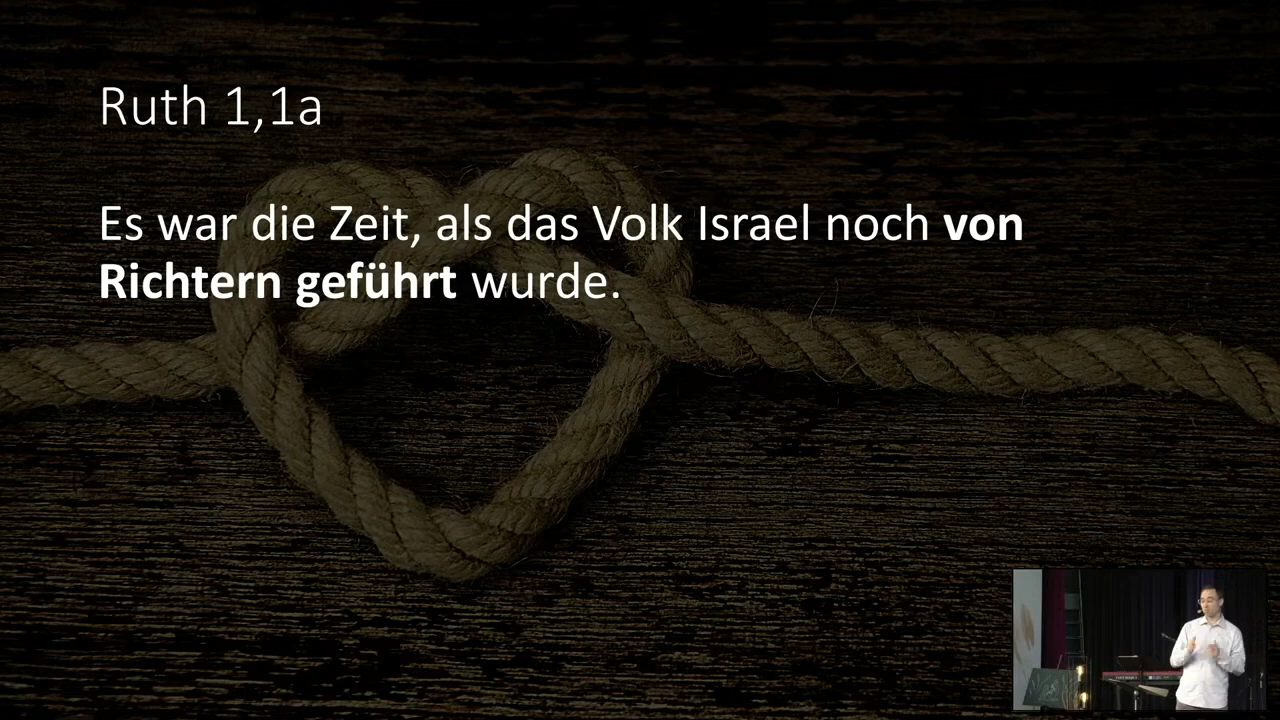 Ruth 1,1a
Es war die Zeit, als das Volk Israel noch von
Richtern geführt wurde.